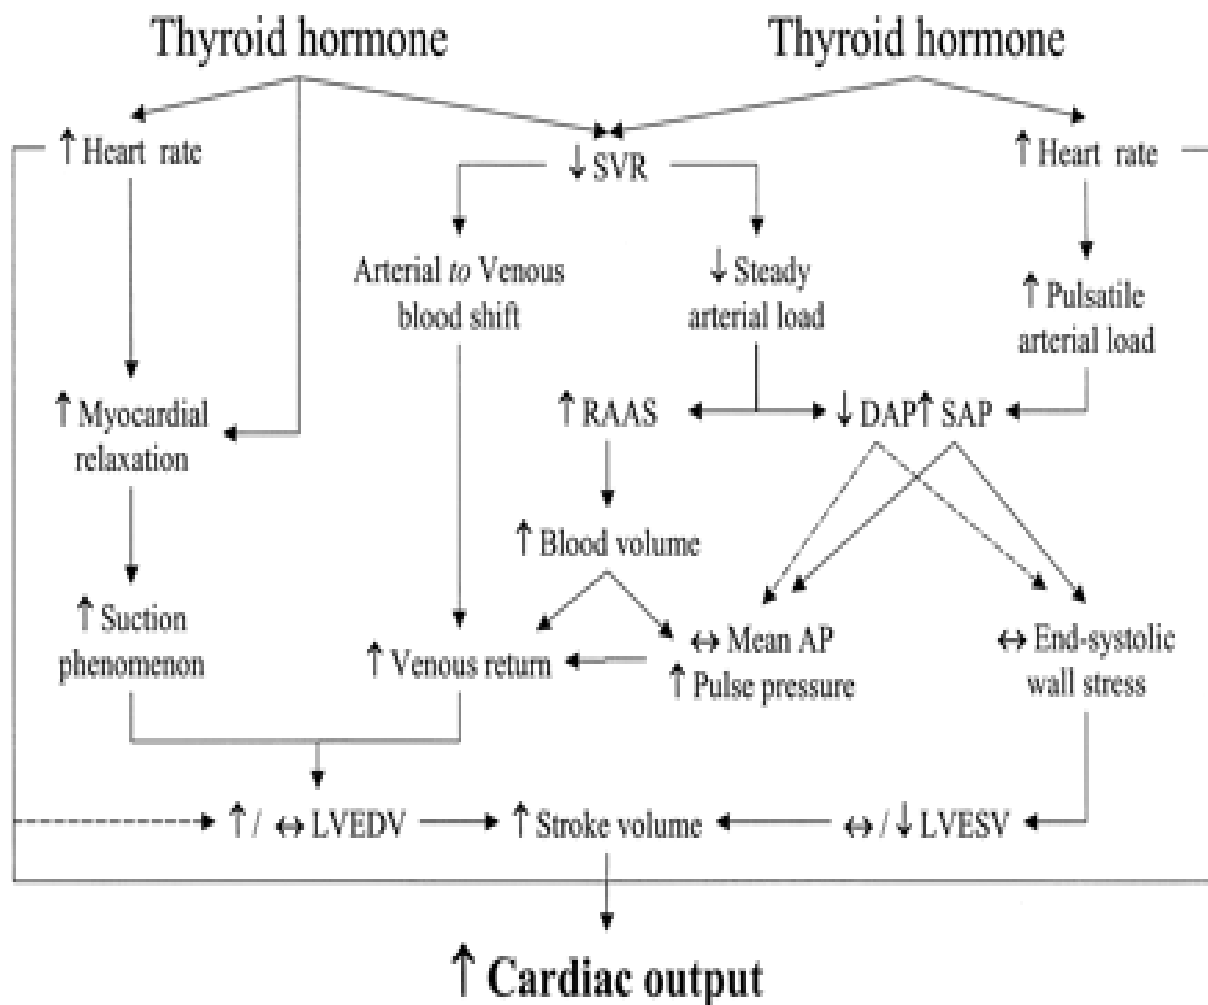 Thyroid hormone
Thyroid hormone
↑ Heart rate
↓ SVR
↑ Heart rate
Arterial to Venous
blood shift
↓ Steady
arterial load
↑ Pulsatile
arterial load
↑ Myocardial
relaxation
↑ RAAS
↓ DAP ↑ SAP
↑ Blood volume
↑ Suction
phenomenon
↑ Venous return
↔ Mean AP
↑ Pulse pressure
↔ End-systolic
wall stress
↑ / ↔ LVEDV
↑ Stroke volume
↔ / ↓ LVESV
↑ Cardiac output